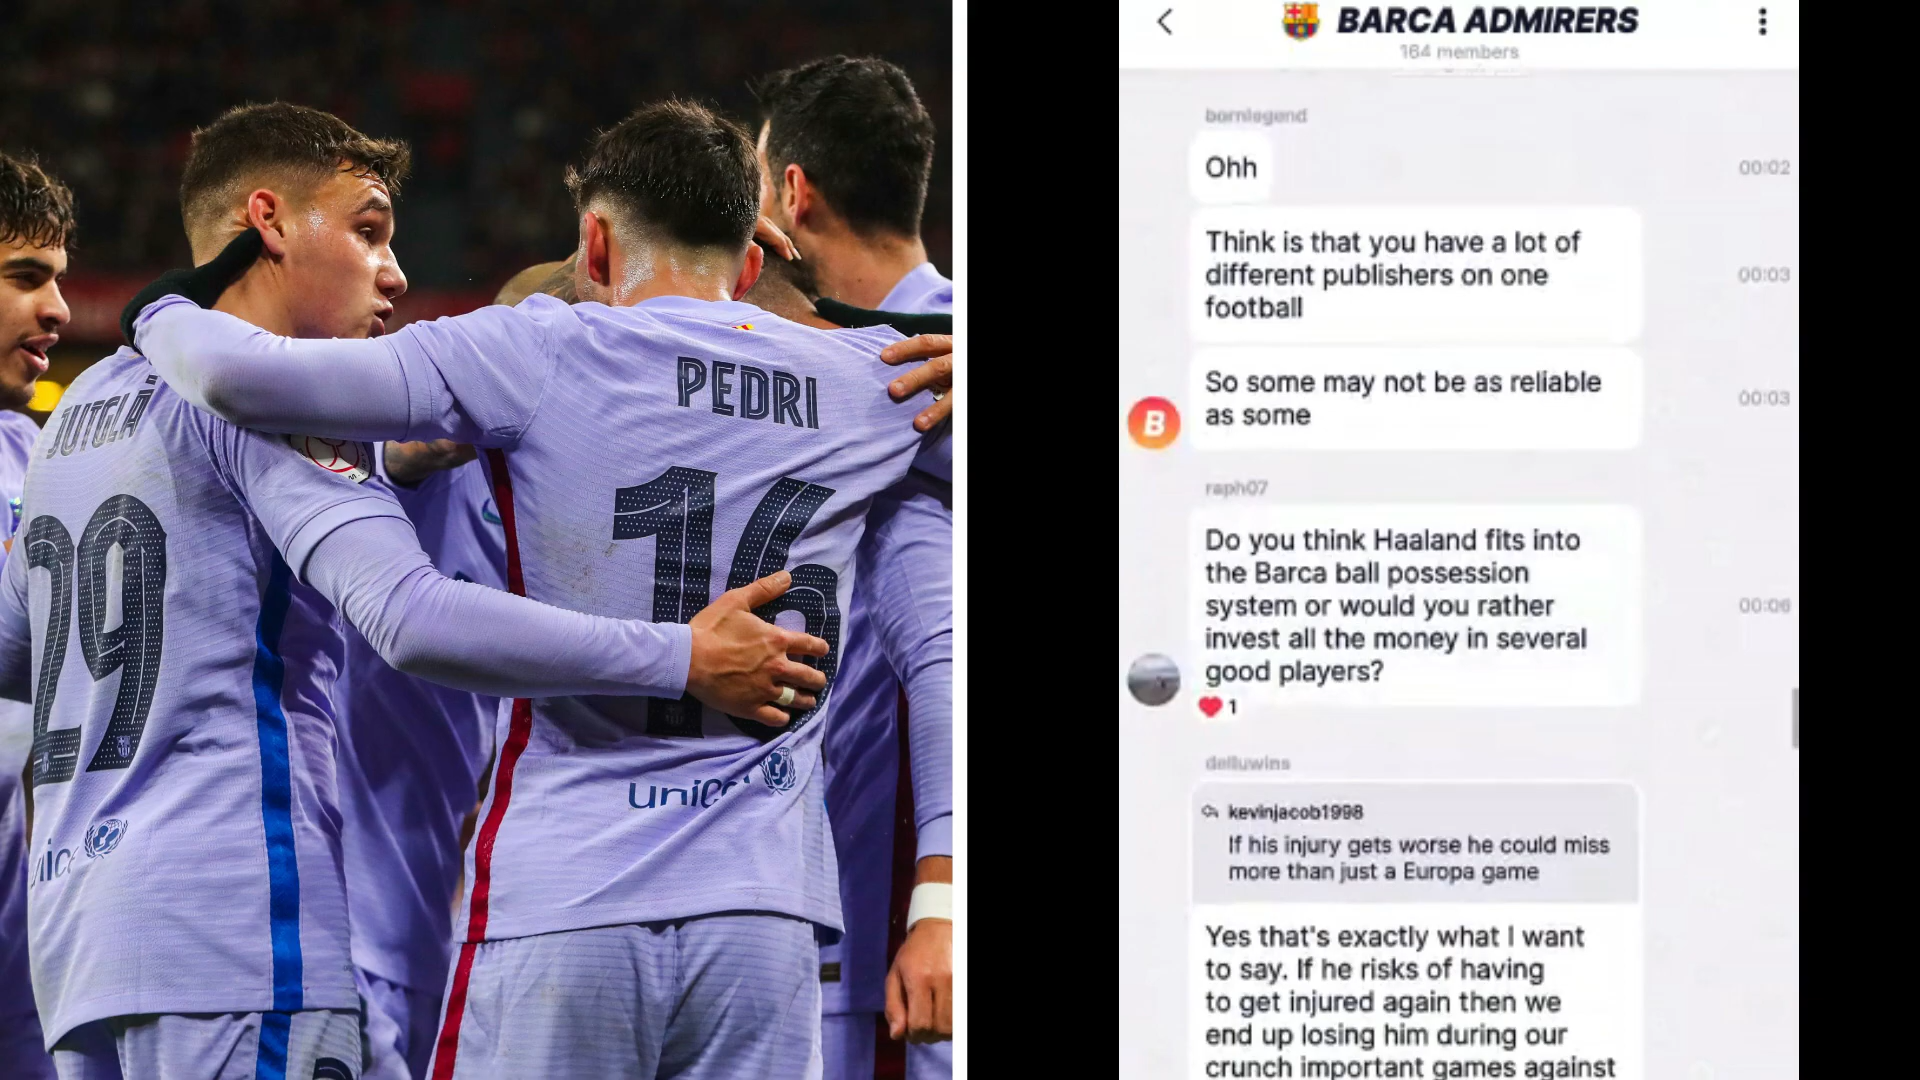 JUTGLÀ
29
PEDRI
16
unic
BARCA ADMIRERS
164 members
bornlegend
Ohh
00:02
Think is that you have a lot of
different publishers on one
football
00:03
So some may not be as reliable
as some
00:03
B
raph07
Do you think Haaland fits into
the Barca ball possession
system or would you rather
invest all the money in several
good players?
00:06
1
delluwins
kevinjacob1998
If his injury gets worse he could miss
more than just a Europa game
Yes that's exactly what I want
to say. If he risks of having
to get injured again then we
end up losing him during our
crunch important games against